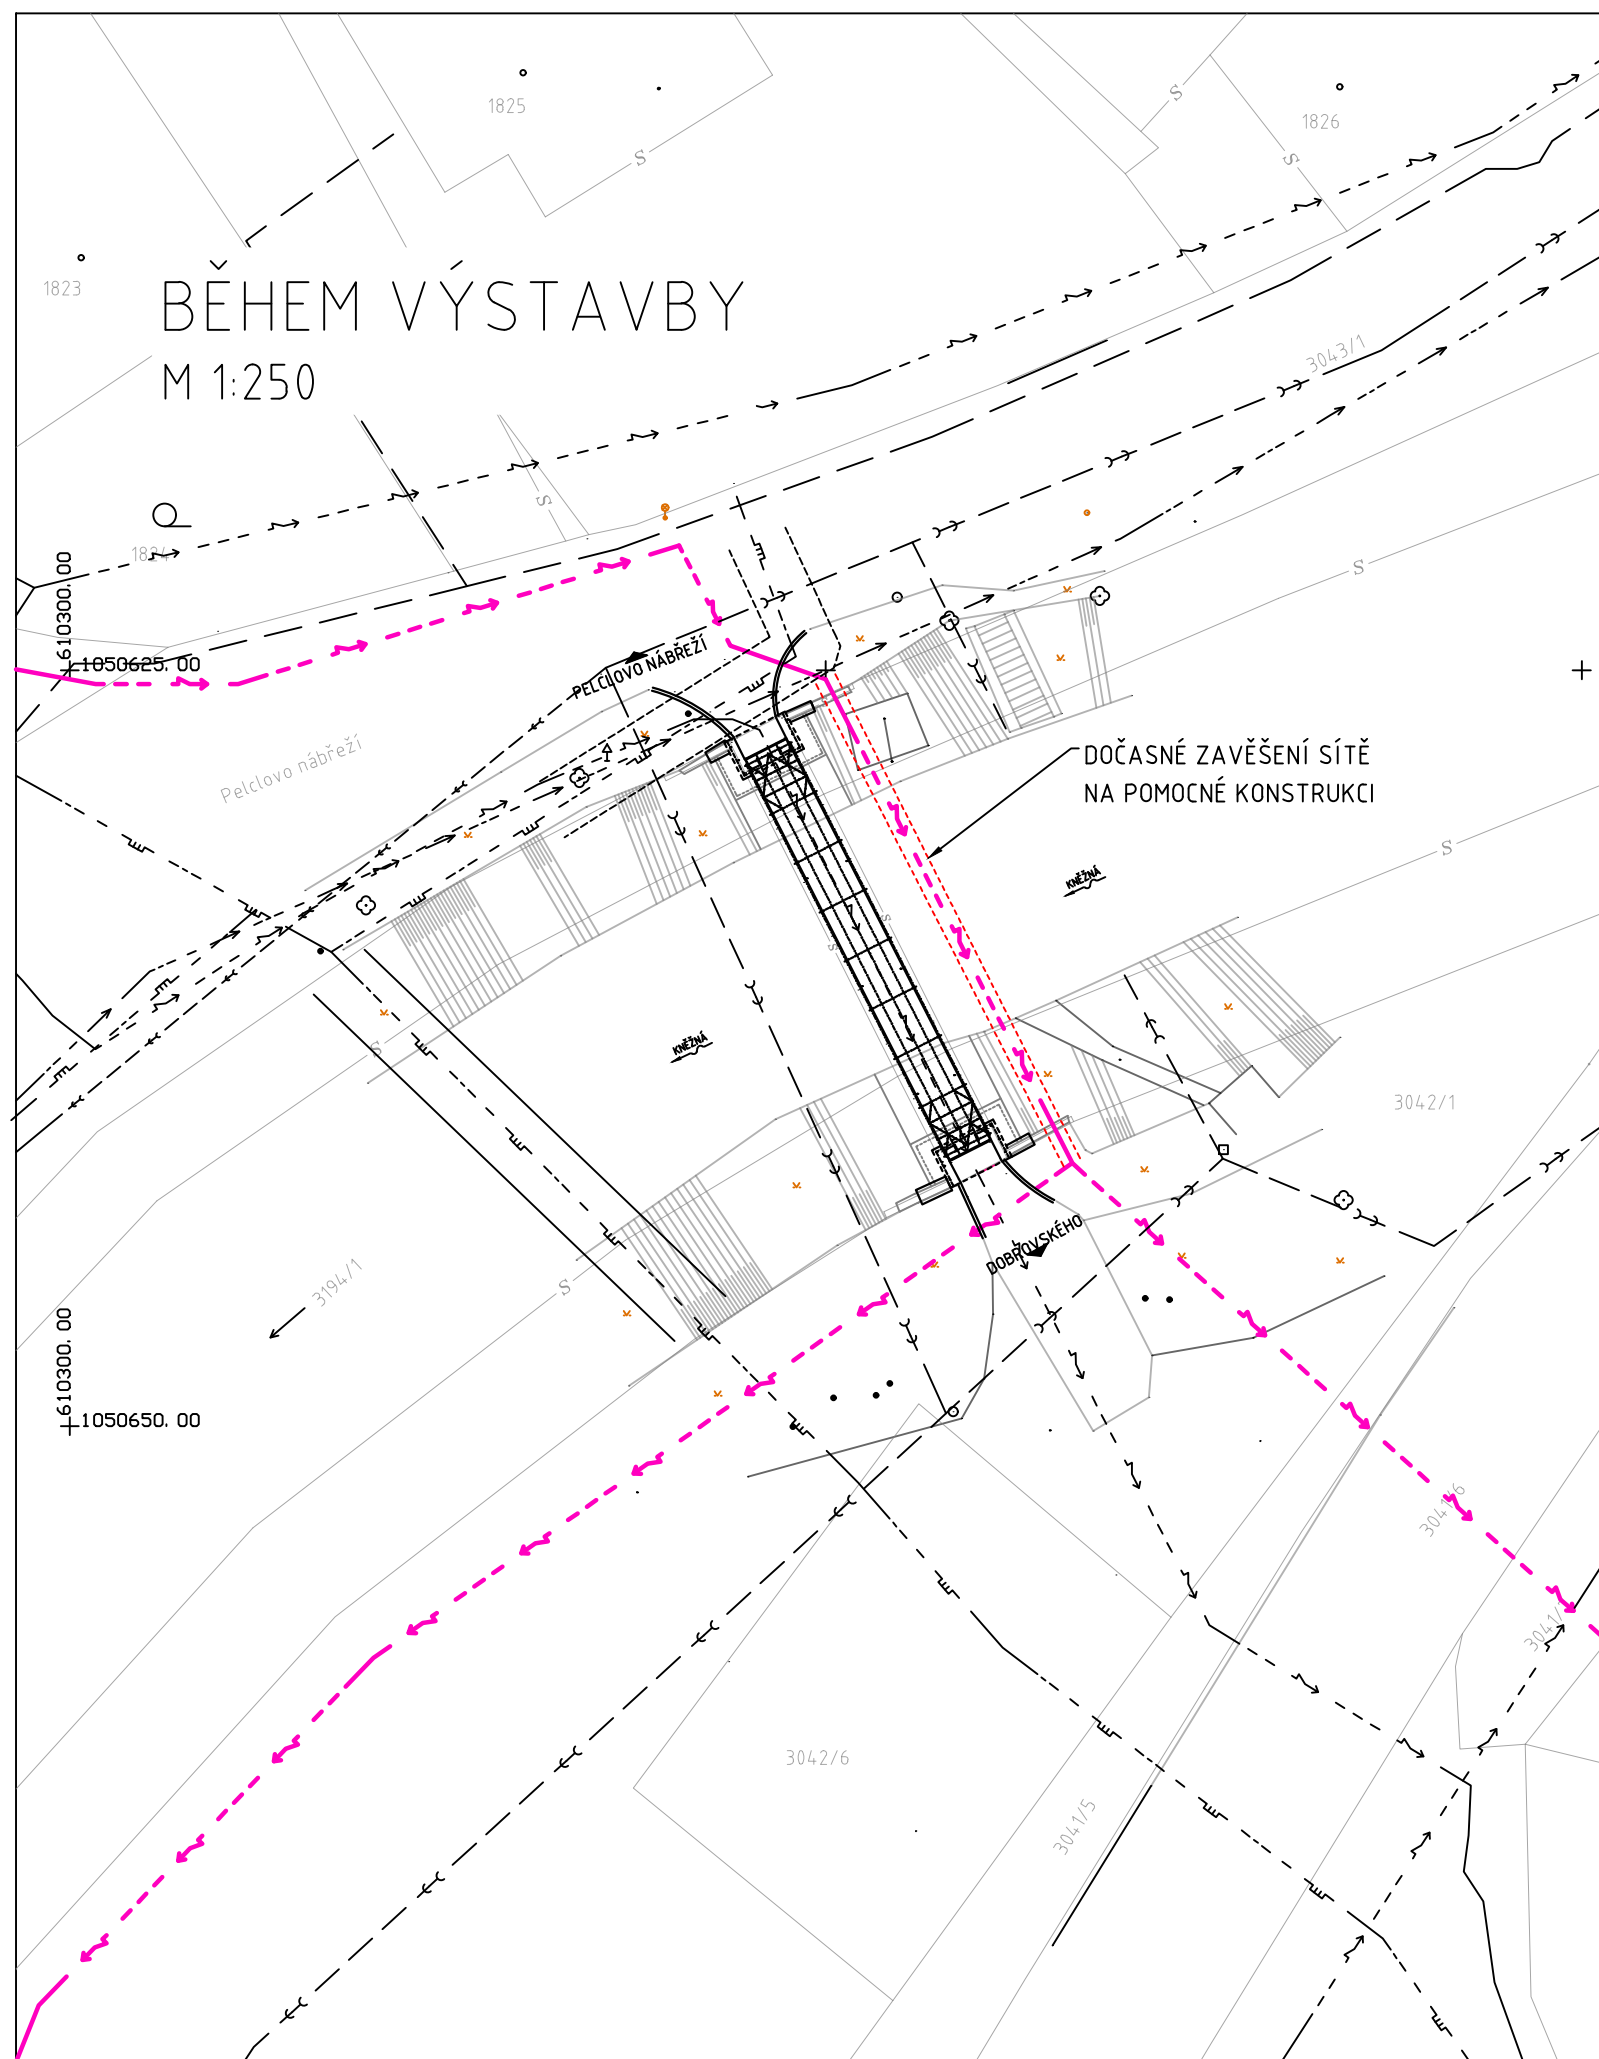 1825
1826
S
S
S
1823
BĚHEM VÝSTAVBY
M 1:250
3043/1
S
1824
S
610300.00
1050625.00
PELCLOVO NÁBŘEŽÍ
Pelclovo nábřeží
DOČASNÉ ZAVĚŠENÍ SÍTĚ
NA POMOCNÉ KONSTRUKCI
S
KNĚŽNÁ
S
S
KNĚŽNÁ
S
3042/1
DOBROVSKÉHO
3194/1
S
610300.00
1050650.00
3041/6
3042/6
3041/5